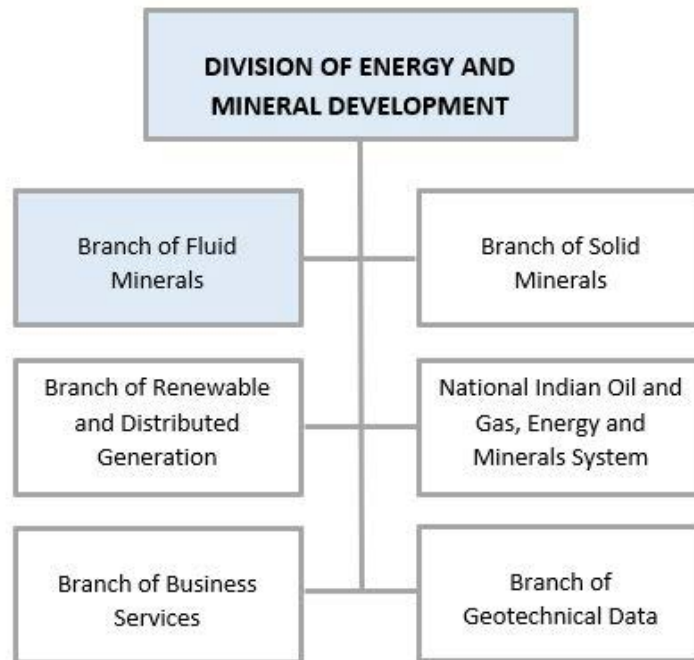 DIVISION OF ENERGY AND
MINERAL DEVELOPMENT
Branch of Fluid
Minerals
Branch of Solid
Minerals
Branch of Renewable
and Distributed
Generation
National Indian Oil and
Gas, Energy and
Minerals System
Branch of Business
Services
Branch of
Geotechnical Data